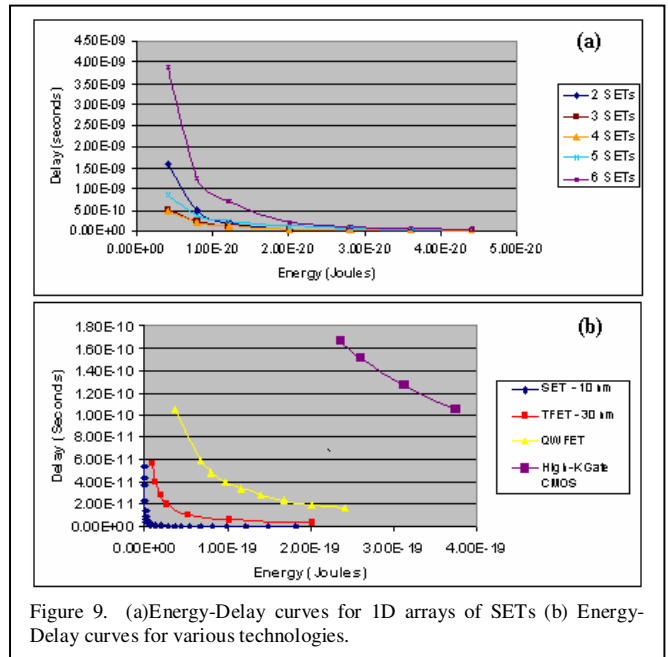 (a)
4.50E-09
4.00E-09
3.50E-09
3.00E-09
2.50E-09
2.00E-09
1.50E-09
1.00E-09
5.00E-10
0.00E+00
Delay (seconds)
0.00E+00 1.00E-20 2.00E-20 3.00E-20 4.00E-20 5.00E-20
Energy (Joules)
2 SETs
3 SETs
4 SETs
5 SETs
6 SETs
(b)
1.80E-10
1.60E-10
1.40E-10
1.20E-10
1.00E-10
8.00E-11
6.00E-11
4.00E-11
2.00E-11
0.00E+00
Delay (Seconds)
0.00E+00 1.00E-19 2.00E-19 3.00E-19 4.00E-19
Energy (Joules)
SET - 10 nm
TFET - 30 nm
QWFET
High-K Gate
CMOS
Figure 9. (a)Energy-Delay curves for 1D arrays of SETs (b) Energy-
Delay curves for various technologies.